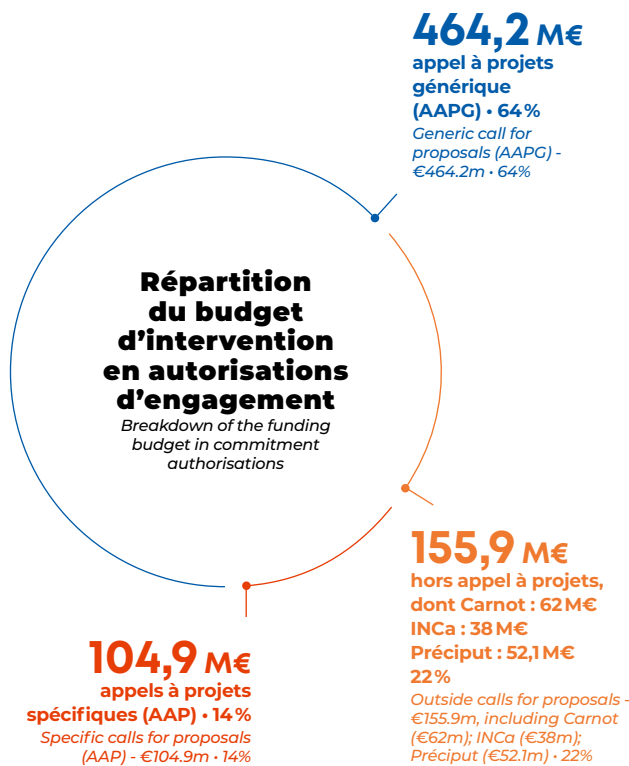 464,2 M€
appel à projets
générique
(AAPG) • 64%
Generic call for
proposals (AAPG) -
€464.2m • 64%
Répartition
du budget
d’intervention
en autorisations
d’engagement
Breakdown of the funding
budget in commitment
authorisations
155,9 M€
hors appel à projets,
dont Carnot : 62 M€
INCa : 38 M€
Préciput : 52,1 M€
22%
Outside calls for proposals -
€155.9m, including Carnot
(€62m); INCa (€38m);
Préciput (€52.1m) • 22%
104,9 M€
appels à projets
spécifiques (AAP) • 14 %
Specific calls for proposals
(AAP) - €104.9m • 14%